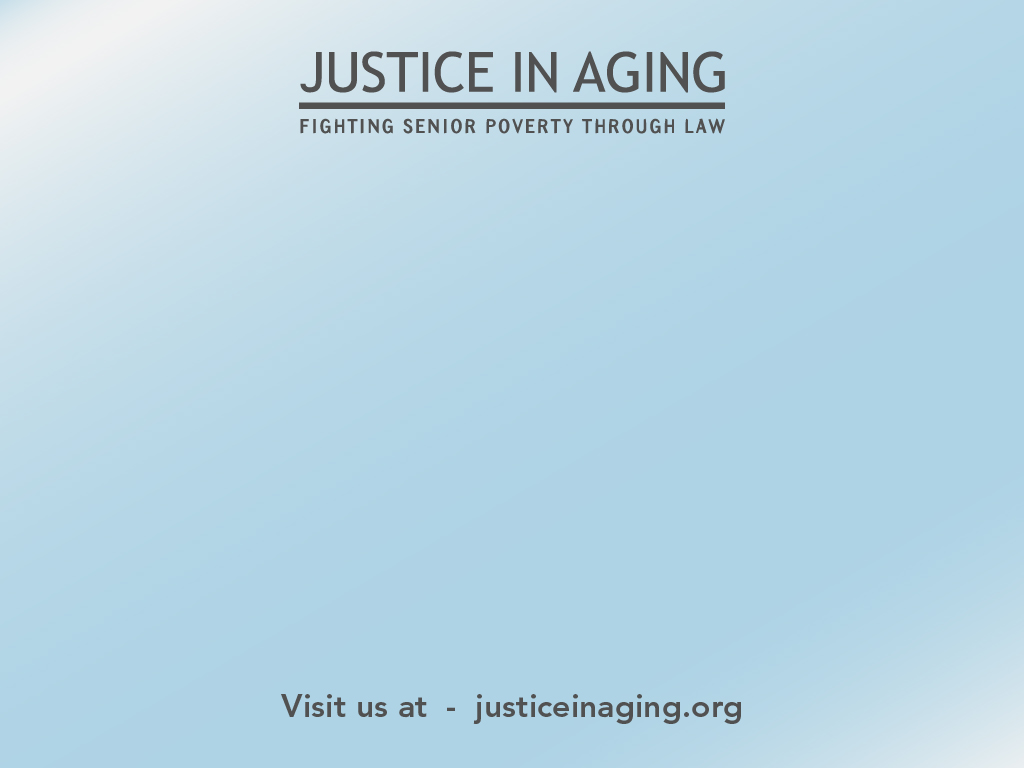 JUSTICE IN AGING
FIGHTING SENIOR POVERTY THROUGH LAW
Visit us at - justiceinaging.org